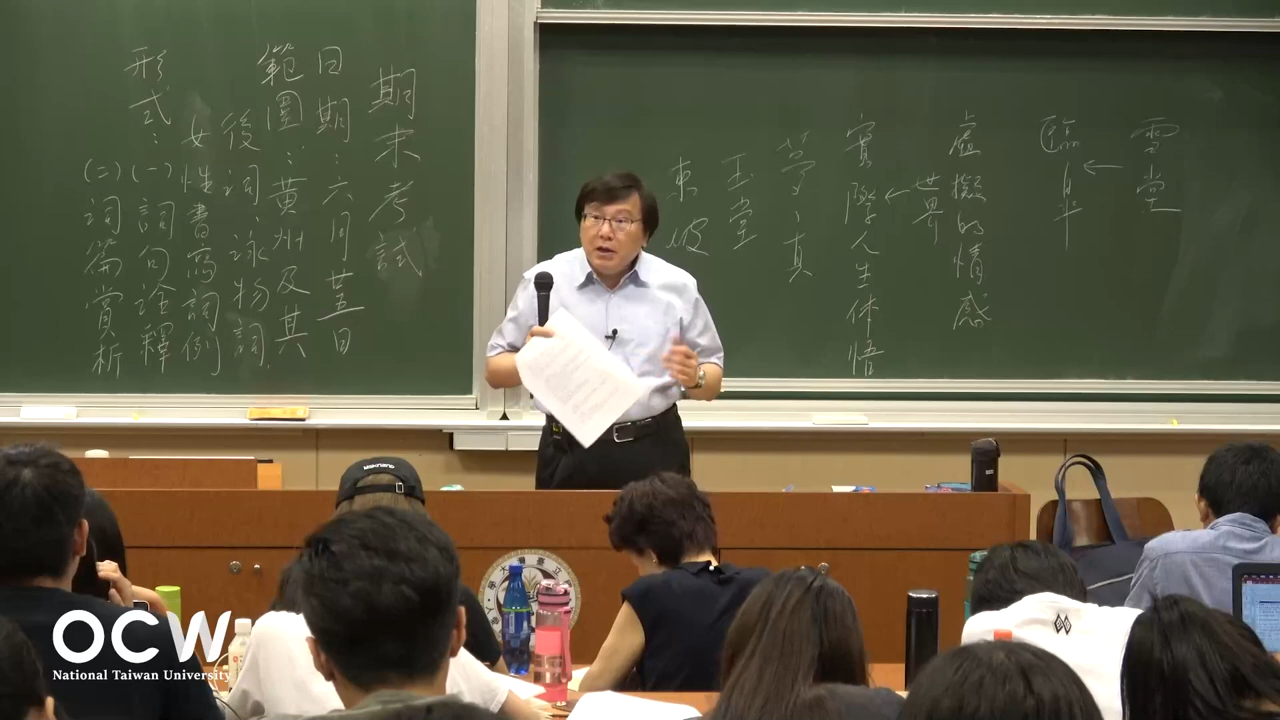 期末考試
日期：六月廿五日
範圍：黃州及其
後詞、詠物詞、
女性書寫詞例
形式：
(一)詞句詮釋
(二)詞篇賞析
雪堂
臨皋
虛擬的情感
世界
實際人生体悟
夢、真
玉堂
東坡
OCW
National Taiwan University